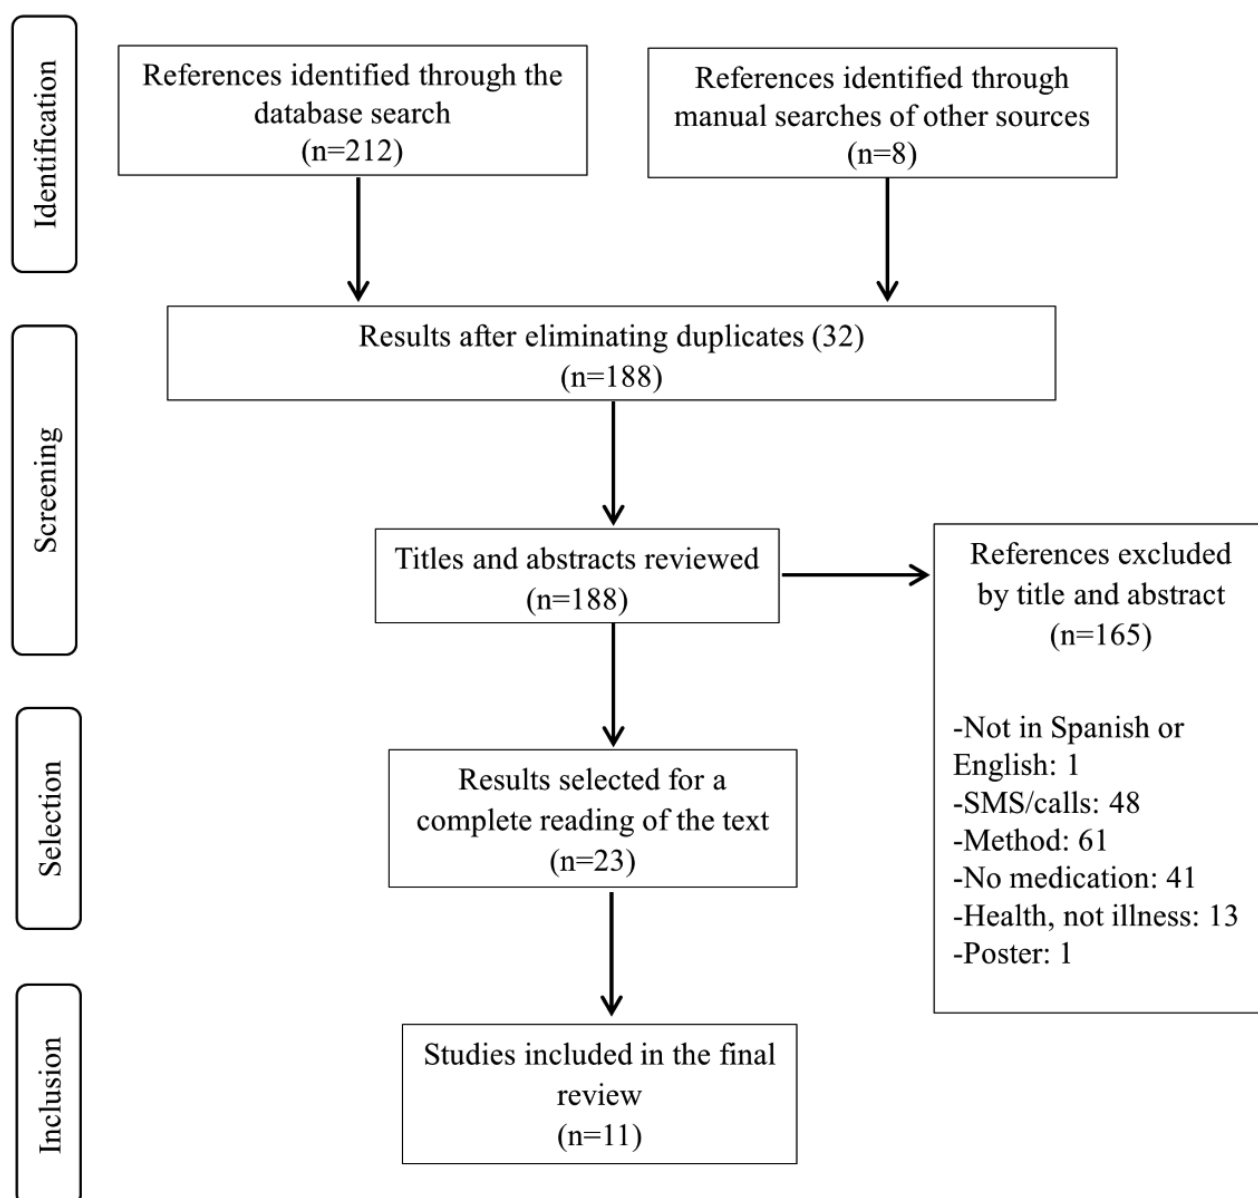 Identification
References identified through the
database search
(n=212)
References identified through
manual searches of other sources
(n=8)
Screening
Results after eliminating duplicates (32)
(n=188)
Titles and abstracts reviewed
(n=188)
References excluded
by title and abstract
(n=165)
-Not in Spanish or
English: 1
-SMS/calls: 48
-Method: 61
-No medication: 41
-Health, not illness: 13
-Poster: 1
Selection
Results selected for a
complete reading of the text
(n=23)
Inclusion
Studies included in the final
review
(n=11)